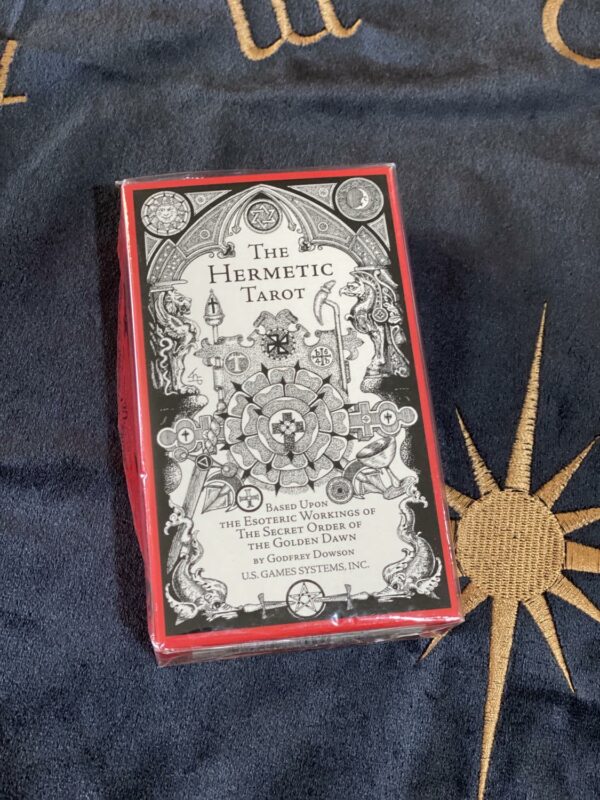 The
Hermetic
Tarot
Based Upon
the Esoteric Workings of
The Secret Order of
the Golden Dawn
by Godfrey Dowson
U.S. GAMES SYSTEMS, INC.